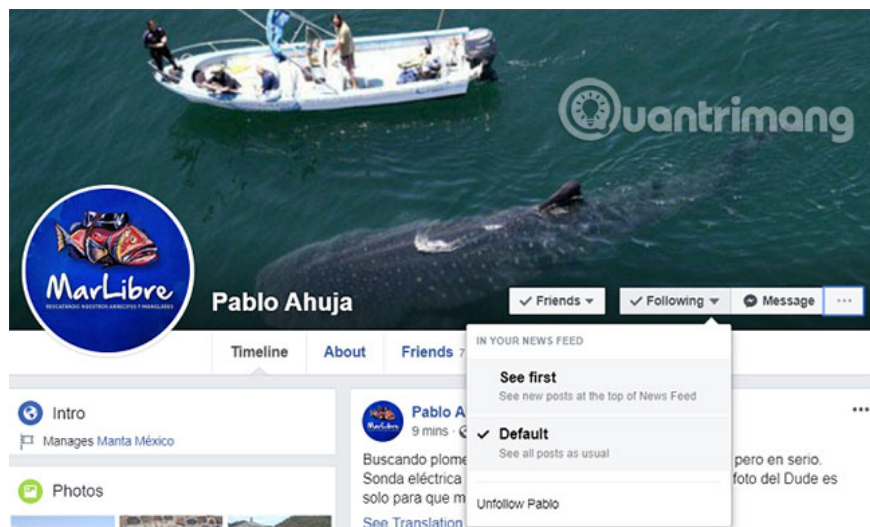 Quantrimang
MarLibre
RESCATANDO NUESTROS ARRECIFES Y MANGLARES
Pablo Ahuja
Friends
Following
Message
IN YOUR NEWS FEED
Timeline
About
Friends 7
See first
See new posts at the top of News Feed
Intro
Pablo A
9 mins
Default
Manages Manta México
See all posts as usual
Buscando plome
pero en serio.
Sonda eléctrica
foto del Dude es
Photos
solo para que m
Unfollow Pablo
See Translation